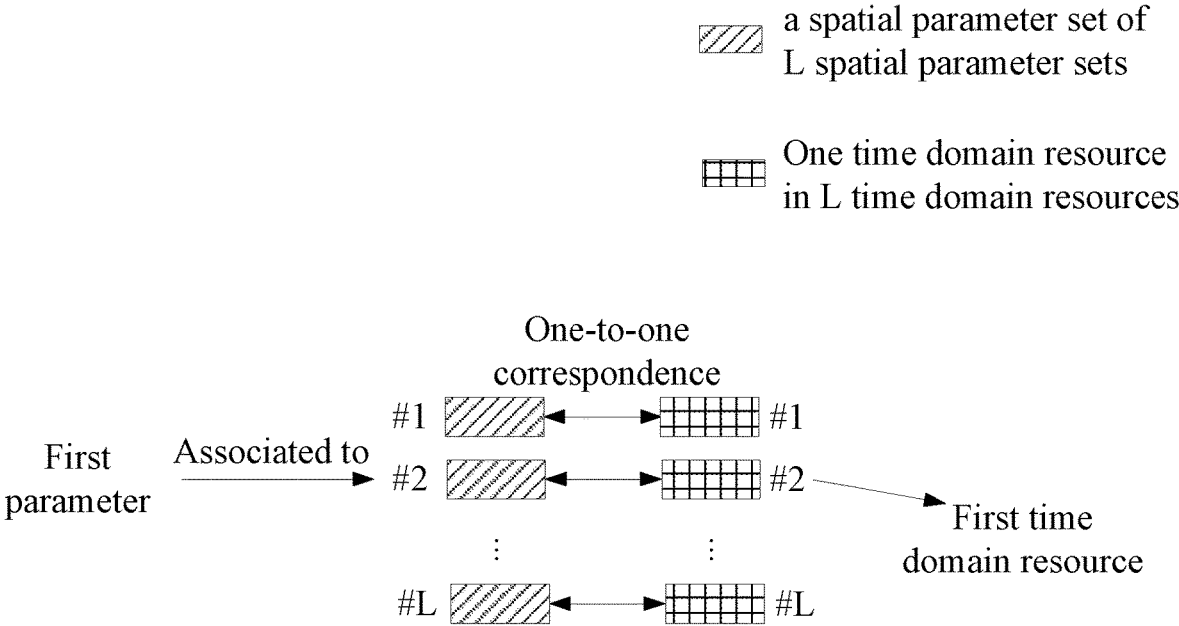 a spatial parameter set of
L spatial parameter sets
One time domain resource
in L time domain resources
One-to-one
correspondence
#1
#1
First
parameter
Associated to
#2
#2
First time
domain resource
⋮
⋮
#L
#L